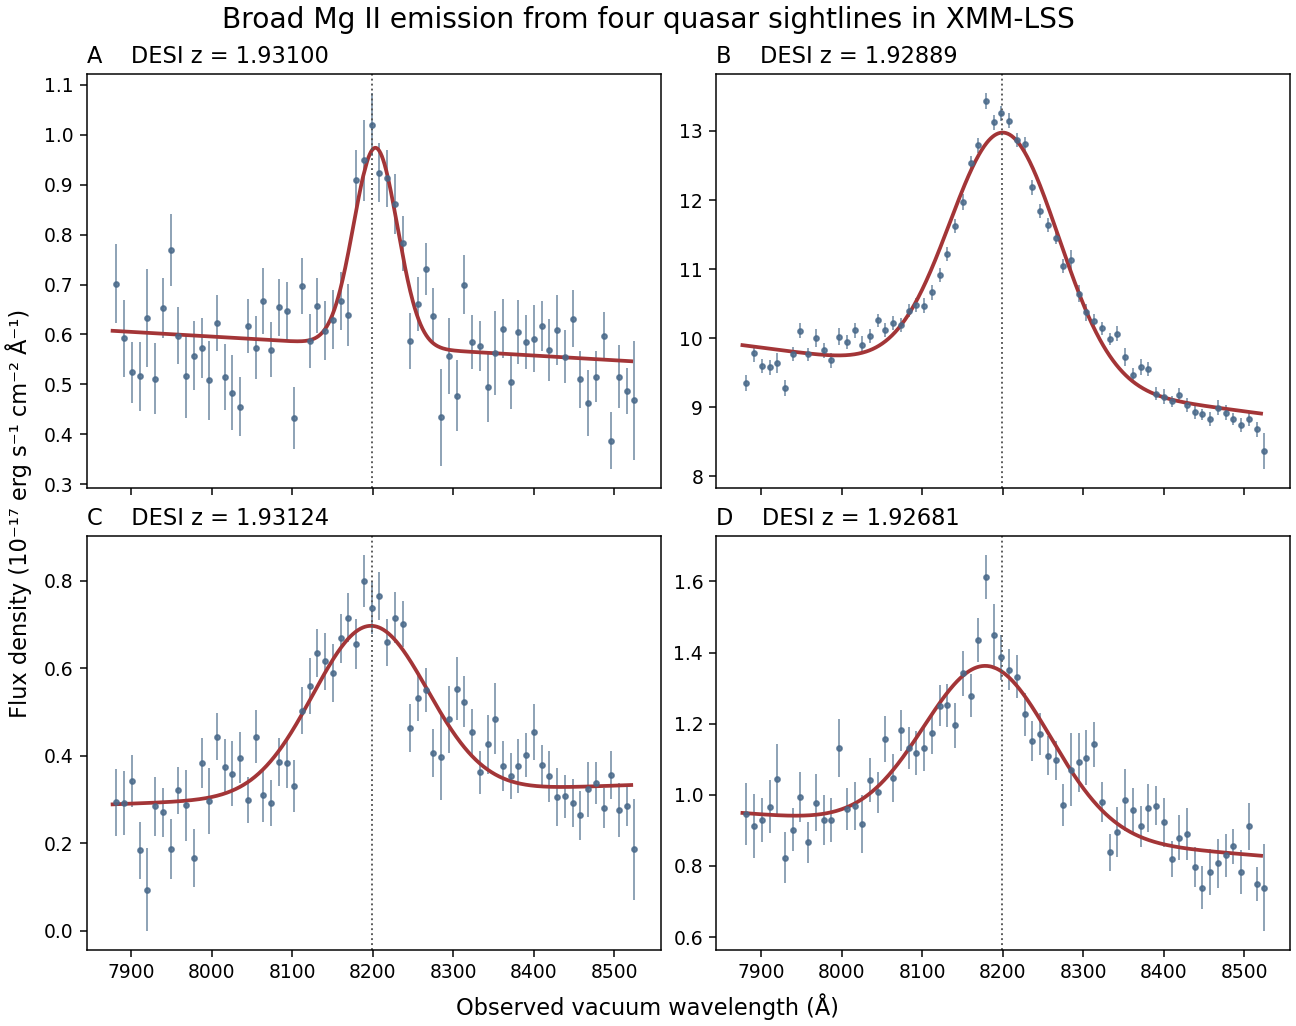 Broad Mg II emission from four quasar sightlines in XMM-LSS
A DESI z = 1.93100
B DESI z = 1.92889
1.1
1.0
0.9
0.8
0.7
0.6
0.5
0.4
0.3
13
12
11
10
9
8
C DESI z = 1.93124
D DESI z = 1.92681
0.8
0.6
0.4
0.2
0.0
1.6
1.4
1.2
1.0
0.8
0.6
7900 8000 8100 8200 8300 8400 8500
7900 8000 8100 8200 8300 8400 8500
Flux density (10⁻¹⁷ erg s⁻¹ cm⁻² Å⁻¹)
Observed vacuum wavelength (Å)